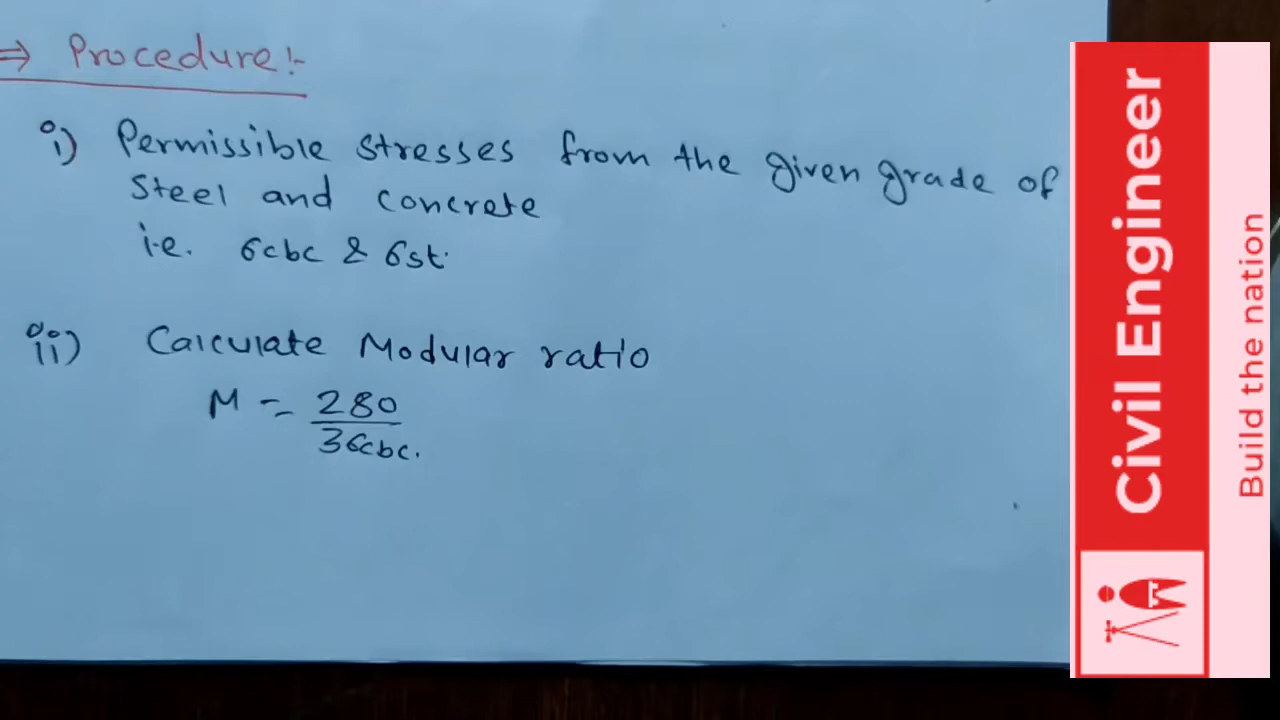 ⇒ Procedure:-
i) Permissible stresses from the given grade of
steel and concrete
i.e. σcbc & σst.
ii) Calculate Modular ratio
M = 280
3σcbc.
Civil Engineer
Build the nation